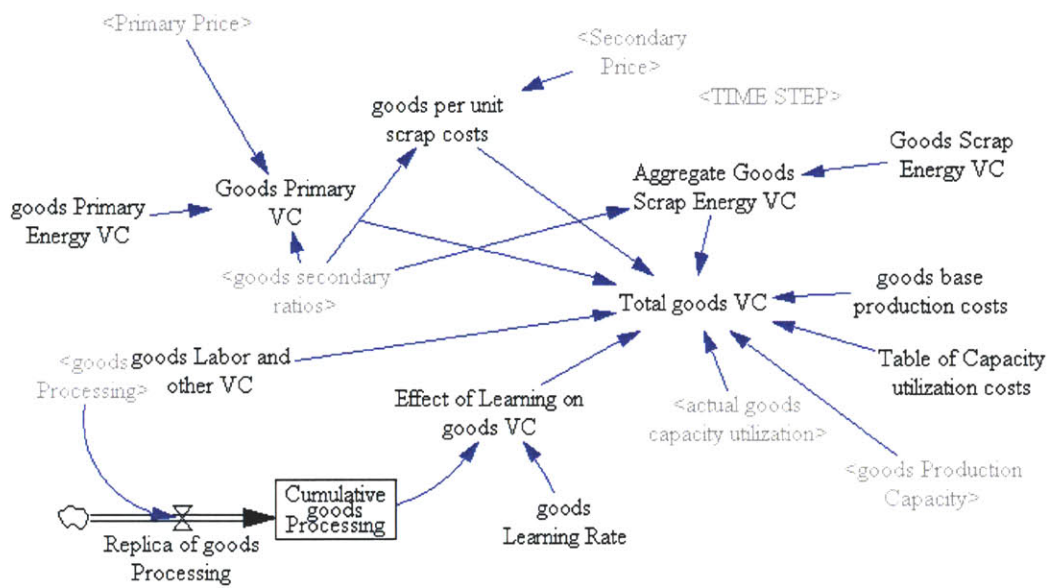 <Primary Price>
<Secondary
Price>
<TIME STEP>
goods per unit
scrap costs
Goods Scrap
Energy VC
Aggregate Goods
Scrap Energy VC
Goods Primary
VC
goods Primary
Energy VC
<goods secondary
ratios>
goods base
production costs
Total goods VC
Table of Capacity
utilization costs
<goods
Processing>
goods Labor and
other VC
Effect of Learning on
goods VC
<actual goods
capacity utilization>
<goods Production
Capacity>
Cumulative
goods
Processing
goods
Learning Rate
Replica of goods
Processing